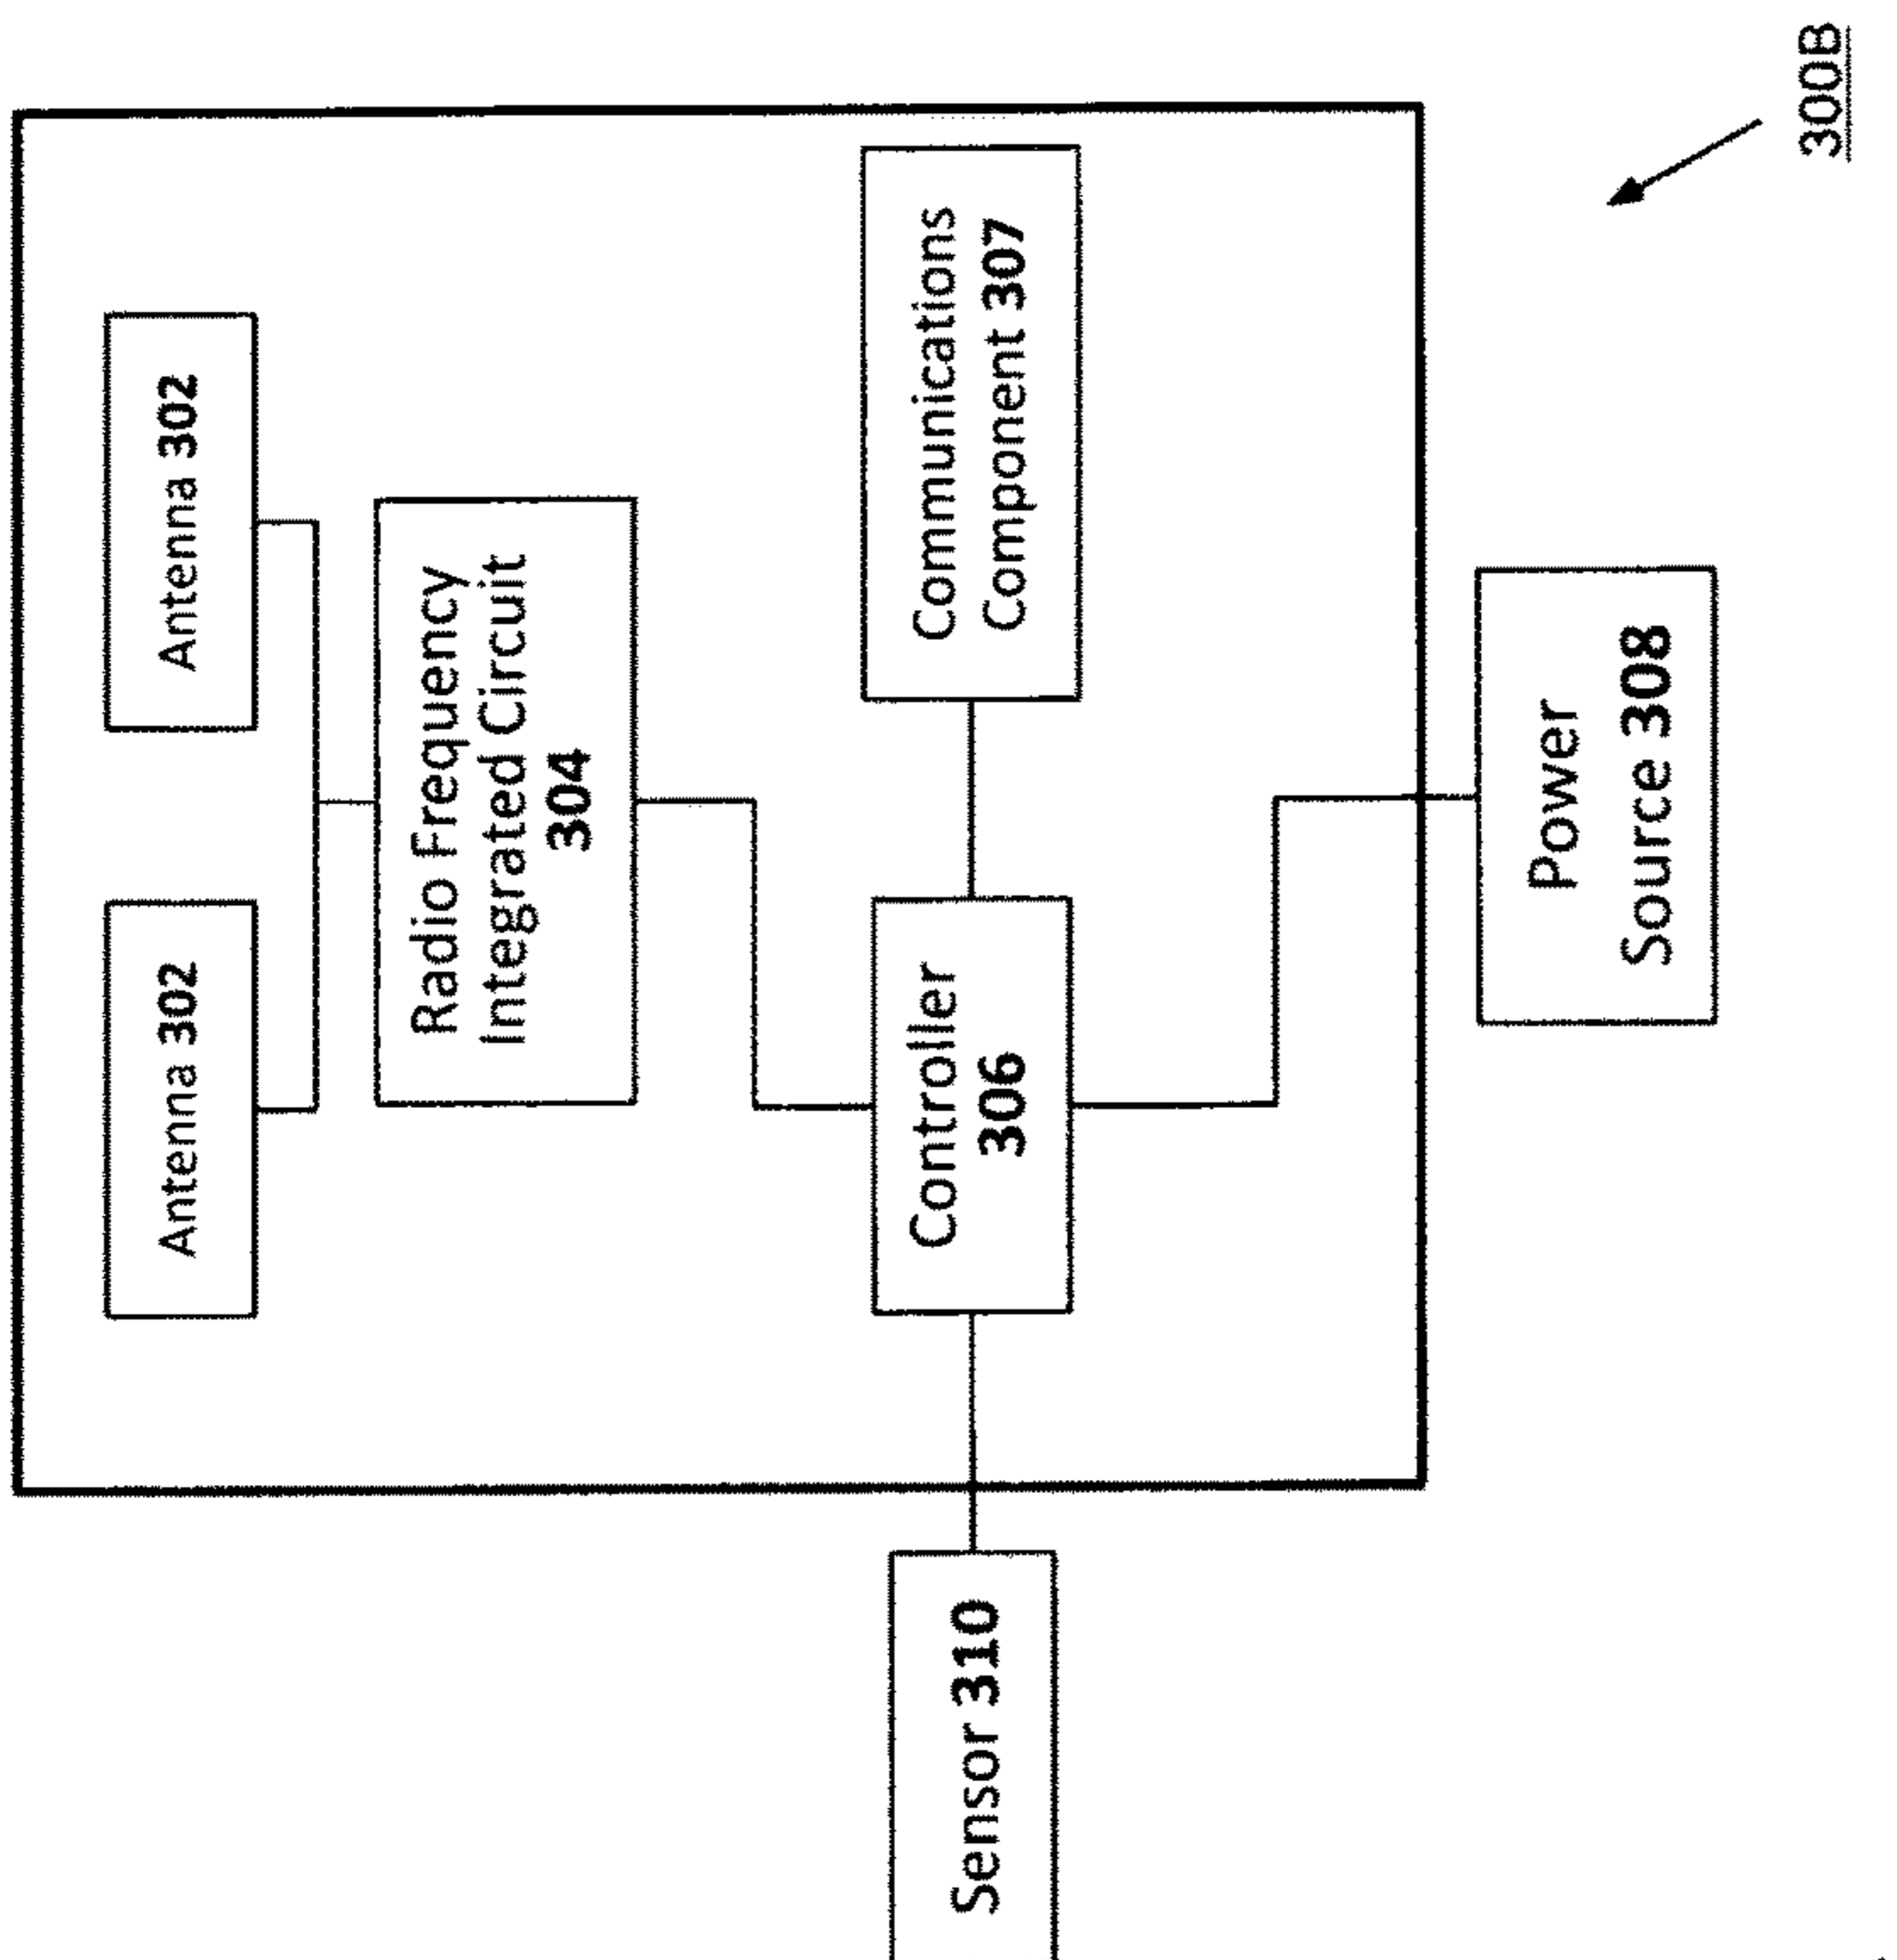 Antenna 302
Antenna 302
Radio Frequency
Integrated Circuit
304
Sensor 310
Controller
306
Communications
Component 307
Power
Source 308
300B